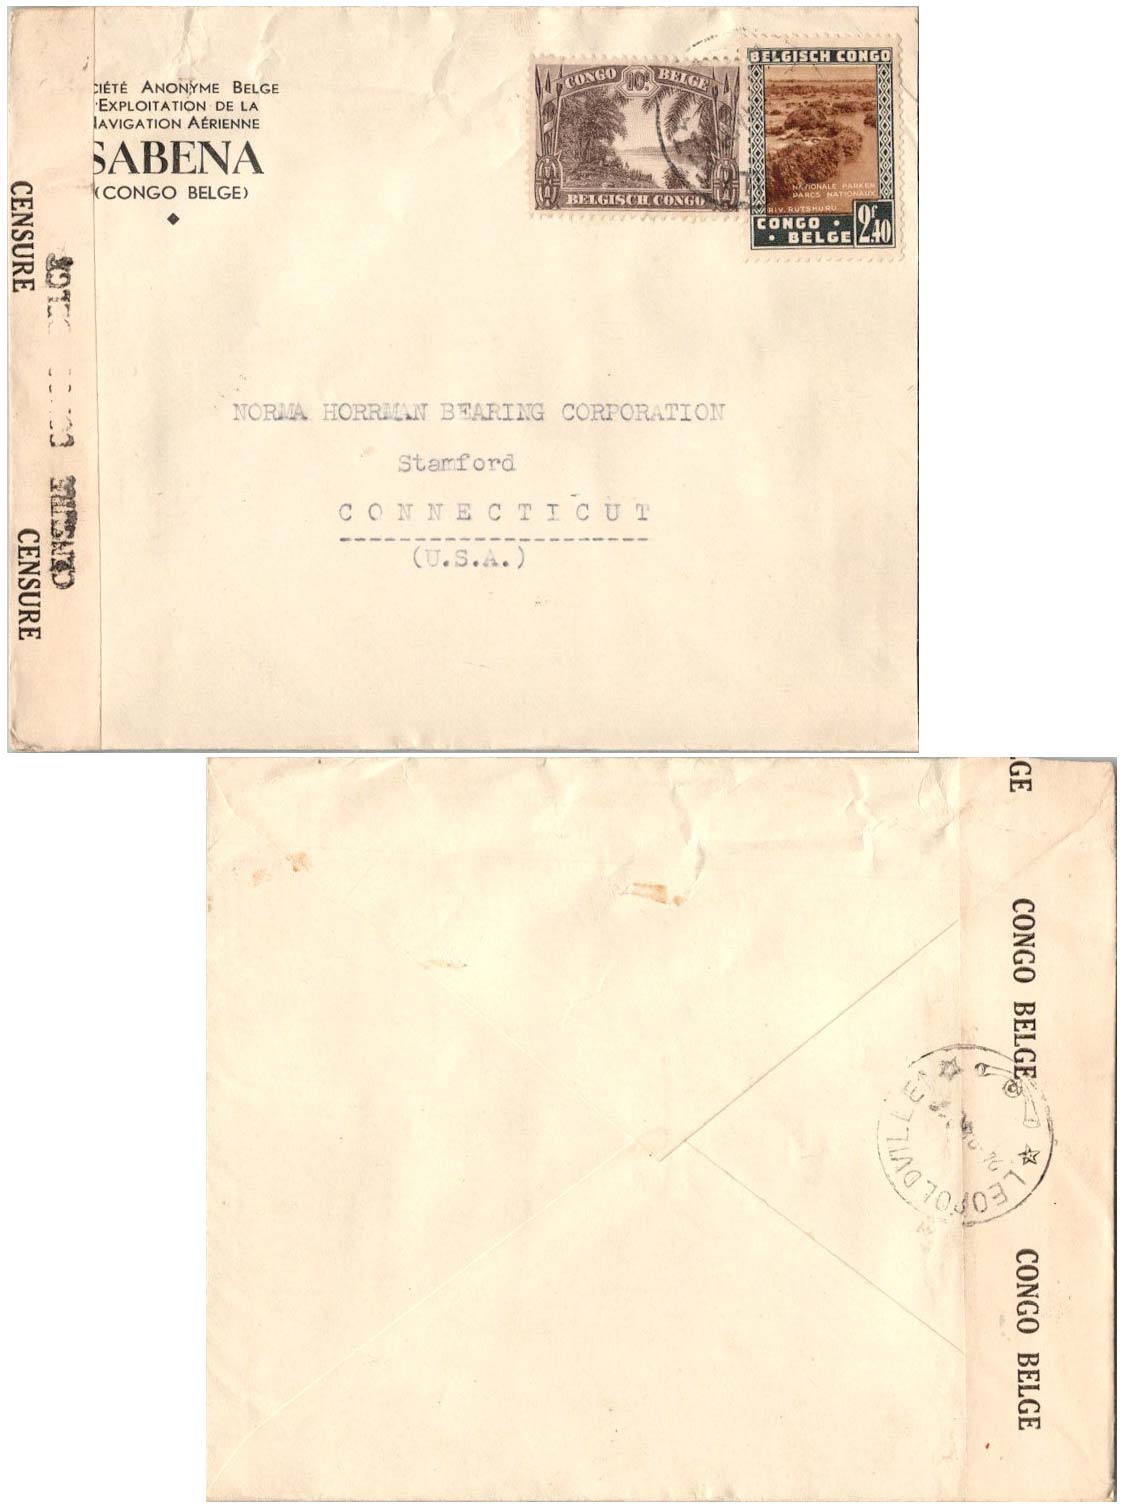 CIÉTÉ ANONYME BELGE
D'EXPLOITATION DE LA
NAVIGATION AÉRIENNE
SABENA
(CONGO BELGE)
CONGO BELGE
10c
BELGISCH CONGO
BELGISCH CONGO
NATIONALE PARKEN
PARCS NATIONAUX
RIV. RUTSHURU
CONGO
BELGE
2f40
CENSURE
CENSURE
NORMA HORRMAN BEARING CORPORATION
Stamford
CONNECTICUT
(U.S.A.)
GE
CONGO BELGE
LEOPOLDVILLE 1
CONGO BELGE